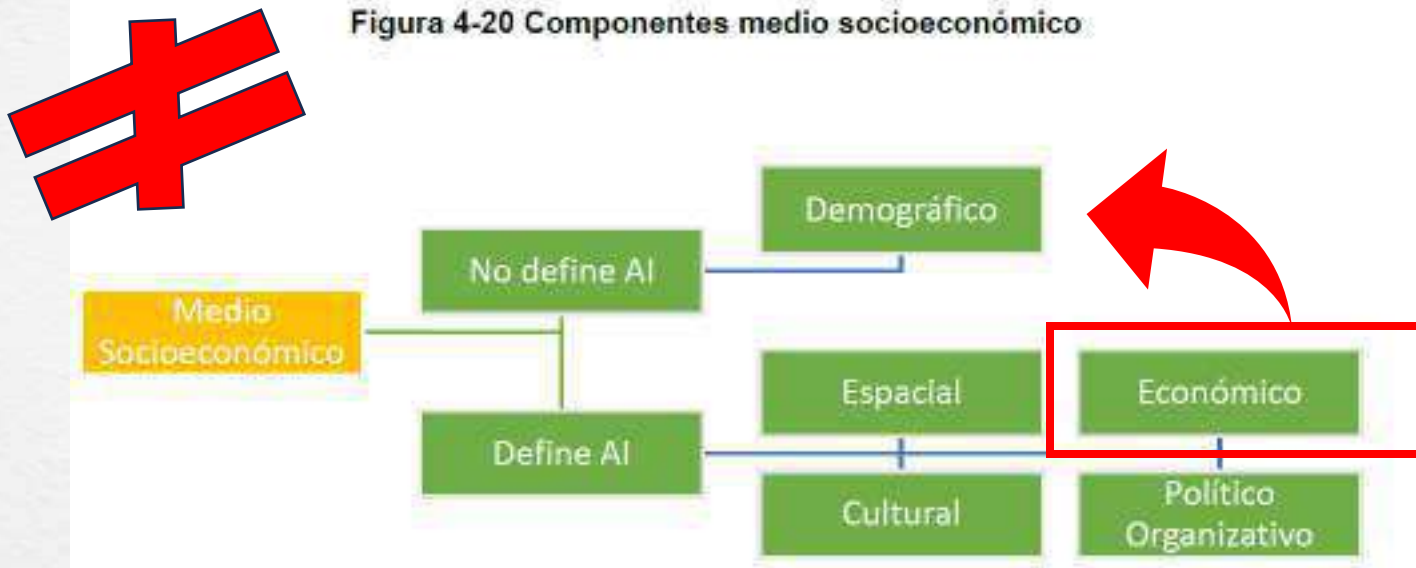 Figura 4-20 Componentes medio socioeconómico
Demográfico
No define AI
Medio
Socioeconómico
Espacial
Económico
Define AI
Cultural
Político
Organizativo